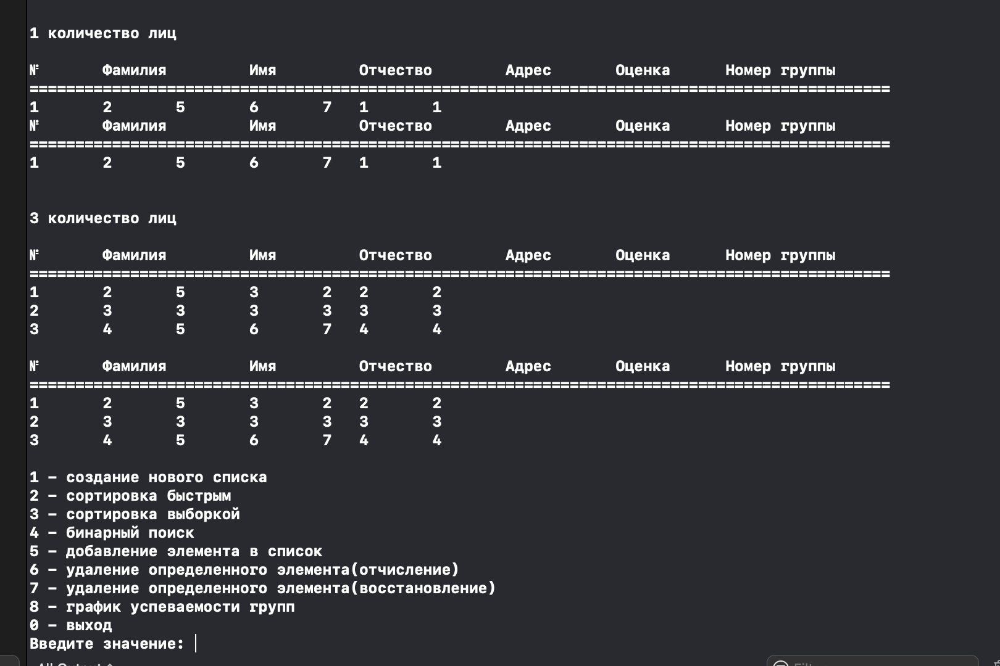 1 количество лиц
№ Фамилия Имя Отчество Адрес Оценка Номер группы
==============================================================================================
1 2 5 6 7 1 1
№ Фамилия Имя Отчество Адрес Оценка Номер группы
==============================================================================================
1 2 5 6 7 1 1
3 количество лиц
№ Фамилия Имя Отчество Адрес Оценка Номер группы
==============================================================================================
1 2 5 3 2 2 2
2 3 3 3 3 3 3
3 4 5 6 7 4 4
№ Фамилия Имя Отчество Адрес Оценка Номер группы
==============================================================================================
1 2 5 3 2 2 2
2 3 3 3 3 3 3
3 4 5 6 7 4 4
1 – создание нового списка
2 – сортировка быстрым
3 – сортировка выборкой
4 – бинарный поиск
5 – добавление элемента в список
6 – удаление определенного элемента(отчисление)
7 – удаление определенного элемента(восстановление)
8 – график успеваемости групп
0 – выход
Введите значение: